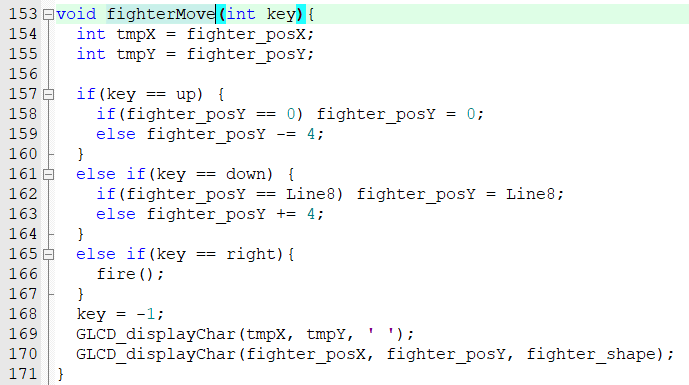 153 void fighterMove(int key){
154   int tmpX = fighter_posX;
155   int tmpY = fighter_posY;
156
157   if(key == up) {
158     if(fighter_posY == 0) fighter_posY = 0;
159     else fighter_posY -= 4;
160   }
161   else if(key == down) {
162     if(fighter_posY == Line8) fighter_posY = Line8;
163     else fighter_posY += 4;
164   }
165   else if(key == right){
166     fire();
167   }
168   key = -1;
169   GLCD_displayChar(tmpX, tmpY, ' ');
170   GLCD_displayChar(fighter_posX, fighter_posY, fighter_shape);
171 }